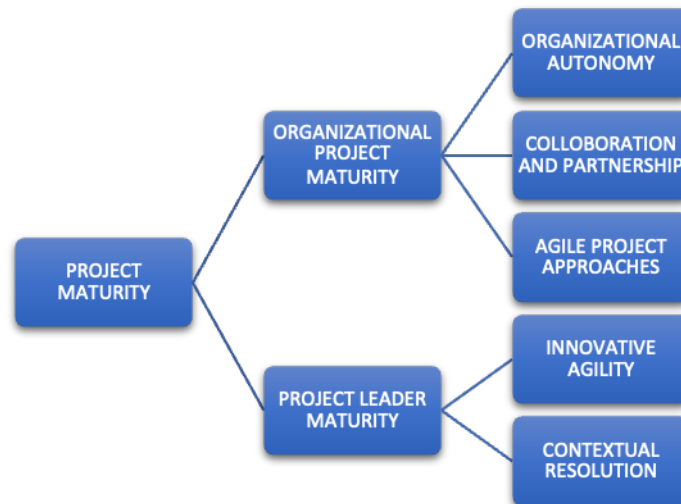 ORGANIZATIONAL
AUTONOMY
ORGANIZATIONAL
PROJECT
MATURITY
COLLOBORATION
AND PARTNERSHIP
AGILE PROJECT
APPROACHES
PROJECT
MATURITY
INNOVATIVE
AGILITY
PROJECT LEADER
MATURITY
CONTEXTUAL
RESOLUTION